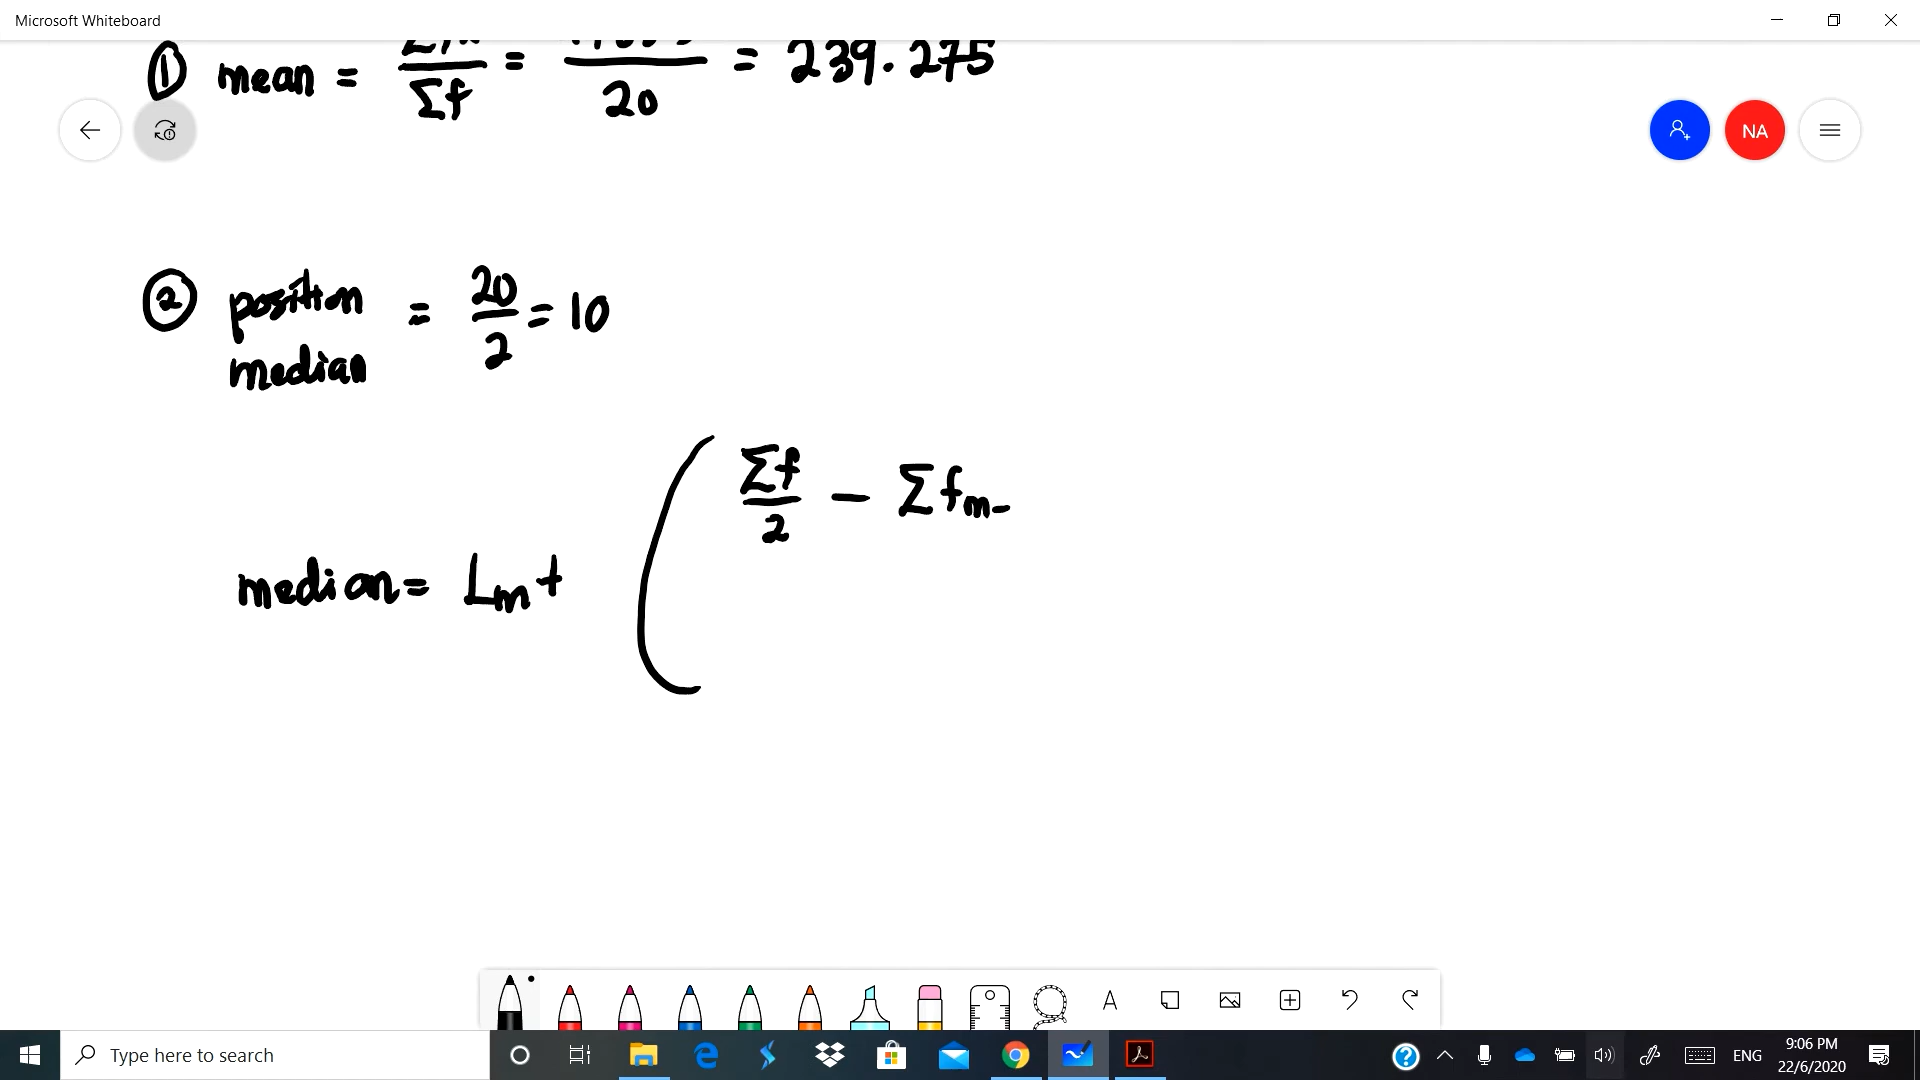 Microsoft Whiteboard
① mean = / Σf = / 20 = 239.275
NA
② position median = 20/2 = 10
median = Lm + ( Σf/2 - Σfm-
A
Type here to search
ENG
9:06 PM
22/6/2020